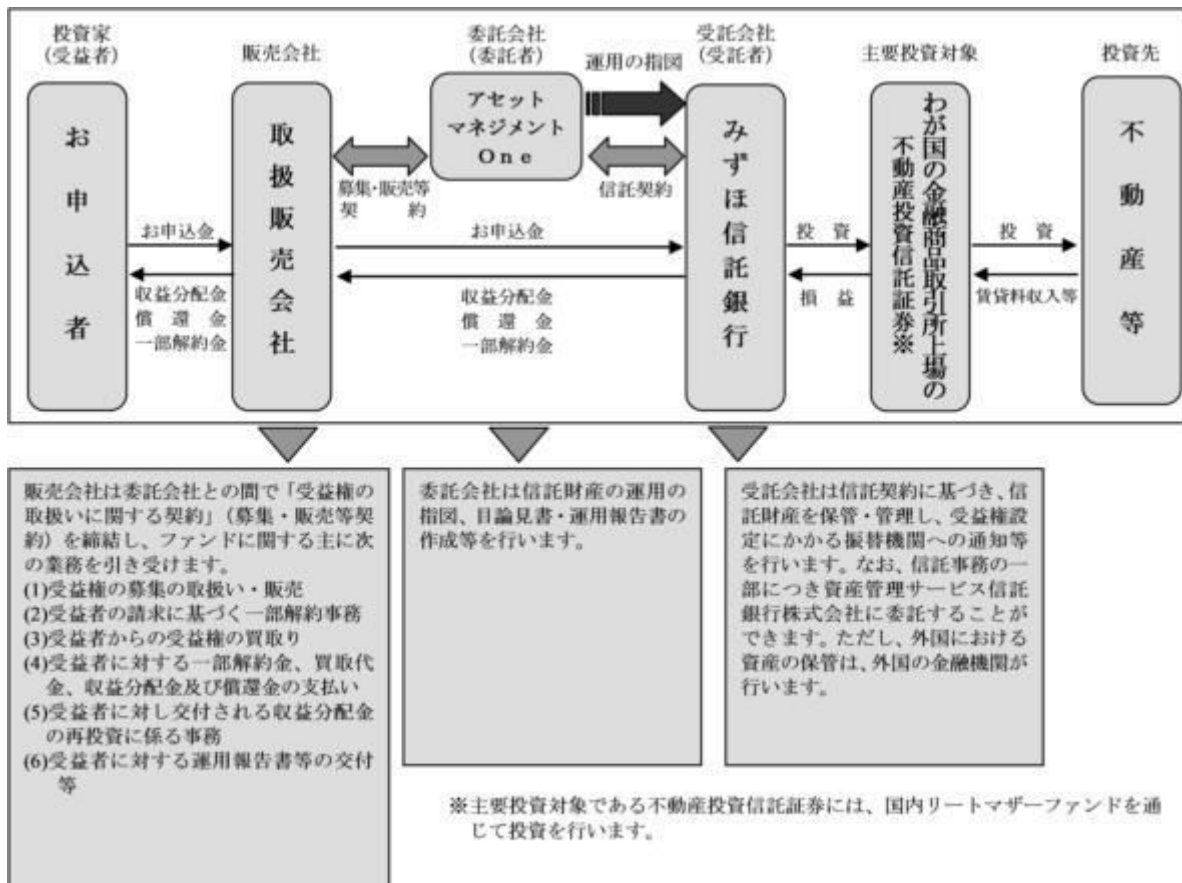 投資家
(受益者)
販売会社
委託会社
(委託者)
運用の指図
受託会社
(受託者)
主要投資対象
投資先
お申込者
取扱販売会社
アセット
マネジメント
One
みずほ信託銀行
わが国の金融商品取引所上場の
不動産投資信託証券※
不動産等
募集・販売等
契約
信託契約
お申込金
収益分配金
償還金
一部解約金
お申込金
収益分配金
償還金
一部解約金
投資
損益
投資
賃貸料収入等
販売会社は委託会社との間で「受益権の
取扱いに関する契約」(募集・販売等契
約)を締結し、ファンドに関する主に次
の業務を引き受けます。
(1)受益権の募集の取扱い・販売
(2)受益者の請求に基づく一部解約事務
(3)受益者からの受益権の買取り
(4)受益者に対する一部解約金、買取代
金、収益分配金及び償還金の支払い
(5)受益者に対し交付される収益分配金
の再投資に係る事務
(6)受益者に対する運用報告書等の交付
等
委託会社は信託財産の運用の
指図、目論見書・運用報告書の
作成等を行います。
受託会社は信託契約に基づき、信
託財産を保管・管理し、受益権設
定にかかる振替機関への通知等
を行います。なお、信託事務の一
部につき資産管理サービス信託
銀行株式会社に委託することが
できます。ただし、外国における
資産の保管は、外国の金融機関が
行います。
※主要投資対象である不動産投資信託証券には、国内リートマザーファンドを通
じて投資を行います。